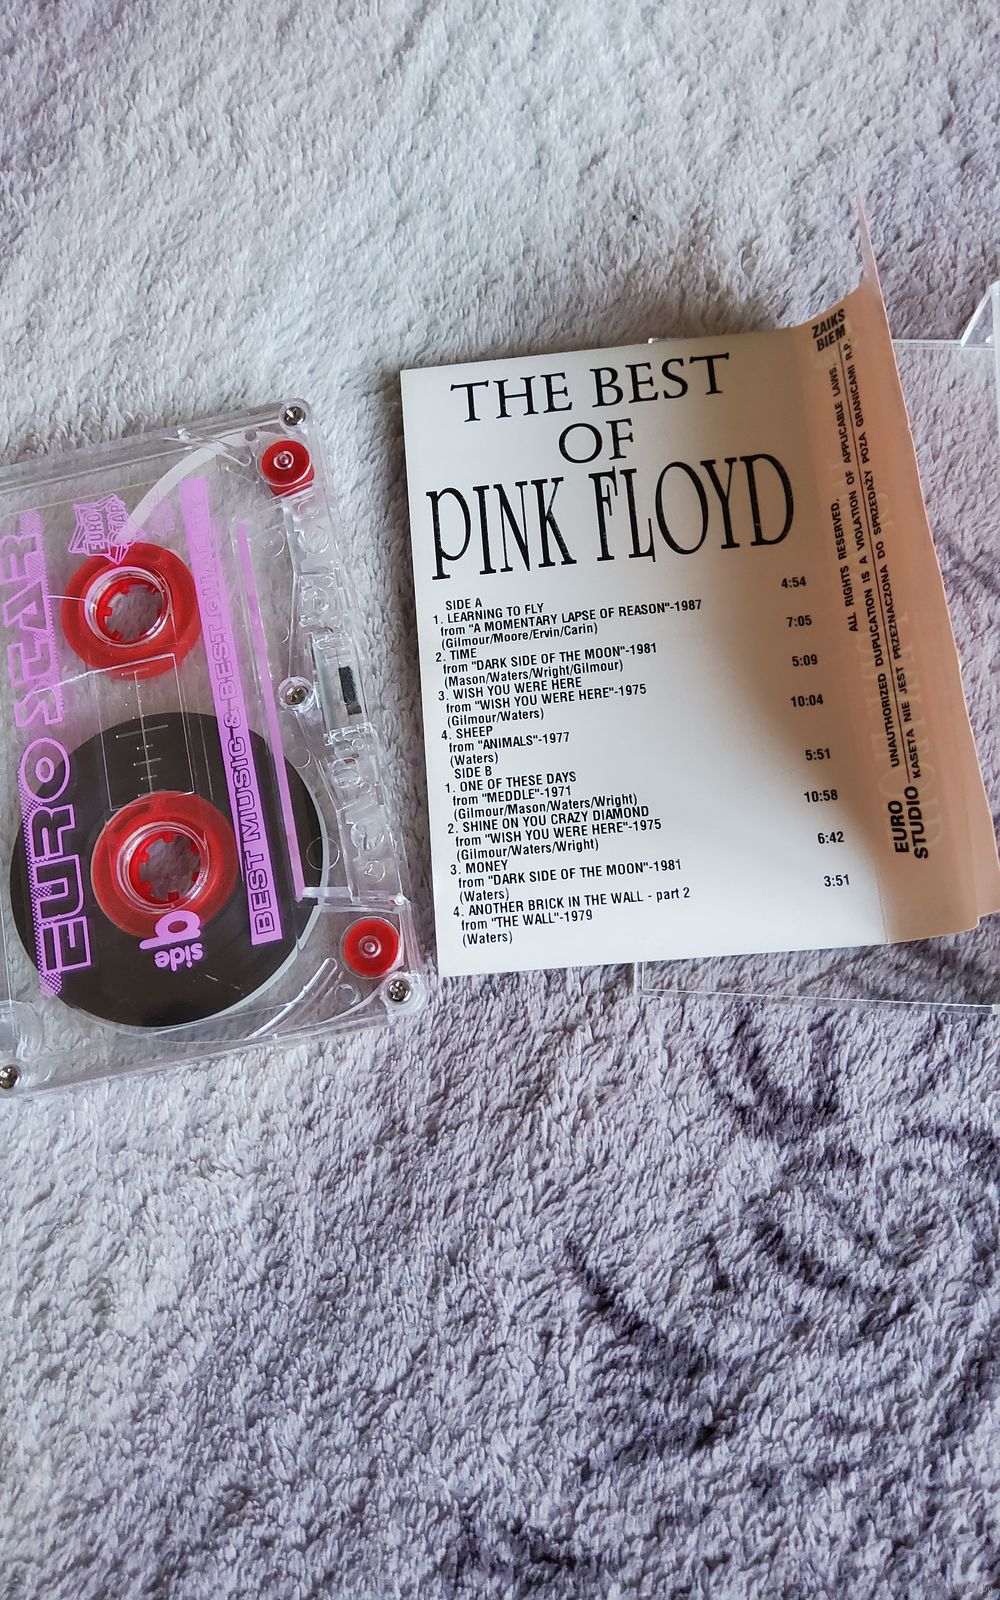 EURO STAR
EURO
STAR
BEST MUSIC & BEST QUALITY
side
b
THE BEST
OF
PINK FLOYD
SIDE A
1. LEARNING TO FLY 4:54
from "A MOMENTARY LAPSE OF REASON"-1987
(Gilmour/Moore/Ervin/Carin)
2. TIME 7:05
from "DARK SIDE OF THE MOON"-1981
(Mason/Waters/Wright/Gilmour)
3. WISH YOU WERE HERE 5:09
from "WISH YOU WERE HERE"-1975
(Gilmour/Waters)
4. SHEEP 10:04
from "ANIMALS"-1977
(Waters)
SIDE B
1. ONE OF THESE DAYS 5:51
from "MEDDLE"-1971
(Gilmour/Mason/Waters/Wright)
2. SHINE ON YOU CRAZY DIAMOND 10:58
from "WISH YOU WERE HERE"-1975
(Gilmour/Waters/Wright)
3. MONEY 6:42
from "DARK SIDE OF THE MOON"-1981
(Waters)
4. ANOTHER BRICK IN THE WALL - part 2 3:51
from "THE WALL"-1979
(Waters)
EURO
STUDIO
ALL RIGHTS RESERVED.
UNAUTHORIZED DUPLICATION IS A VIOLATION OF APPLICABLE LAWS.
KASETA NIE JEST PRZEZNACZONA DO SPRZEDAŻY POZA GRANICAMI R.P.
ZAIKS
BIEM